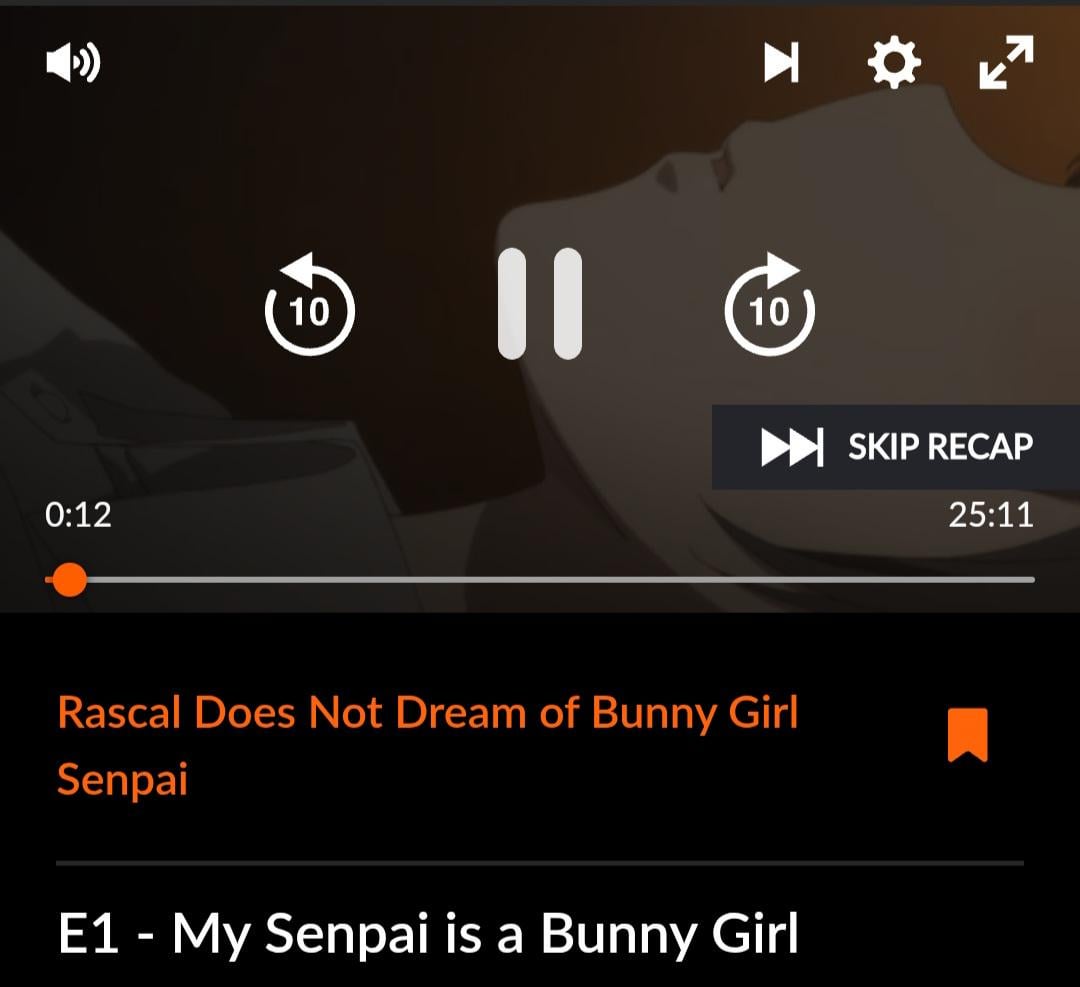 10
10
SKIP RECAP
0:12
25:11
Rascal Does Not Dream of Bunny Girl
Senpai
E1 - My Senpai is a Bunny Girl